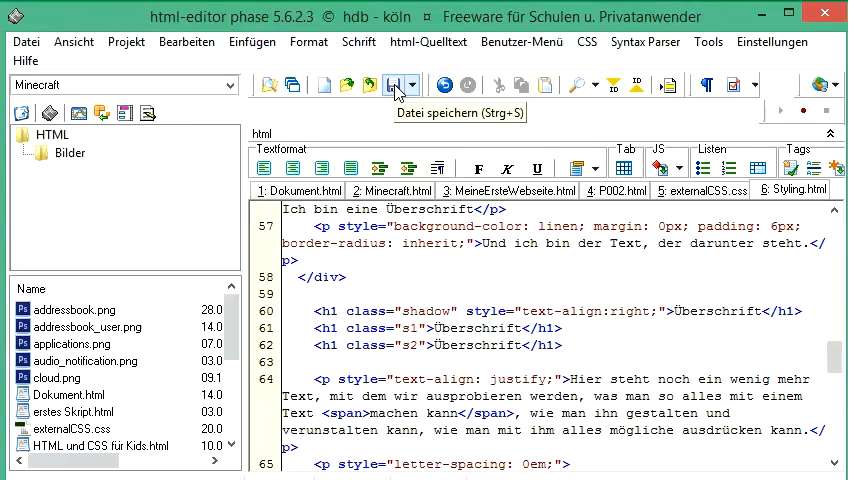 html-editor phase 5.6.2.3 © hdb - köln ¤ Freeware für Schulen u. Privatanwender
Datei Ansicht Projekt Bearbeiten Einfügen Format Schrift html-Quelltext Benutzer-Menü CSS Syntax Parser Tools Einstellungen
Hilfe
Minecraft
Datei speichern (Strg+S)
HTML
Bilder
html
Textformat Tab JS Listen Tags
F K U
1: Dokument.html 2: Minecraft.html 3: MeineErsteWebseite.html 4: P002.html 5: externalCSS.css 6: Styling.html
Ich bin eine Überschrift</p>
57 <p style="background-color: linen; margin: 0px; padding: 6px;
border-radius: inherit;">Und ich bin der Text, der darunter steht.</
p>
58 </div>
59
60 <h1 class="shadow" style="text-align:right;">Überschrift</h1>
61 <h1 class="s1">Überschrift</h1>
62 <h1 class="s2">Überschrift</h1>
63
64 <p style="text-align: justify;">Hier steht noch ein wenig mehr
Text, mit dem wir ausprobieren werden, was man so alles mit einem
Text <span>machen kann</span>, wie man ihn gestalten und
verunstalten kann, wie man mit ihm alles mögliche ausdrücken kann.</
p>
65 <p style="letter-spacing: 0em;">
Name
addressbook.png 28.0
addressbook_user.png 14.0
applications.png 07.0
audio_notification.png 03.0
cloud.png 09.1
Dokument.html 14.0
erstes Skript.html 03.0
externalCSS.css 20.0
HTML und CSS für Kids.html 10.0